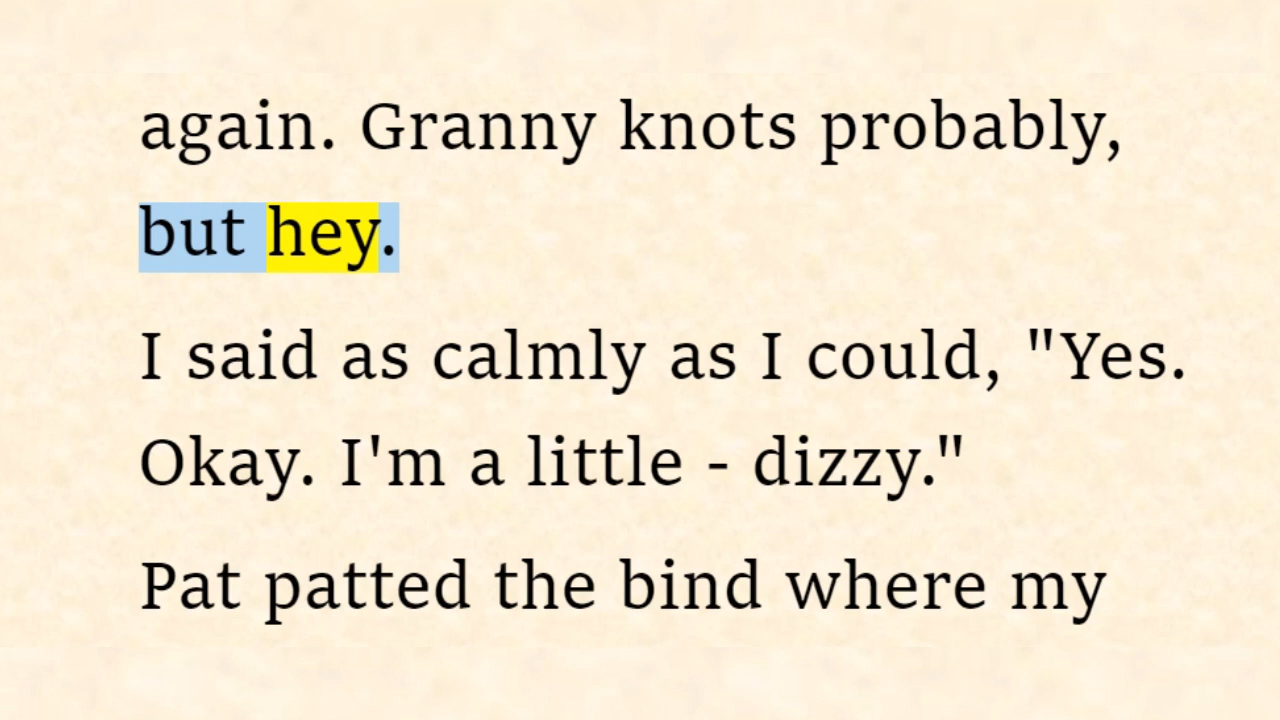 again. Granny knots probably,
but hey.
I said as calmly as I could, "Yes.
Okay. I'm a little - dizzy."
Pat patted the bind where my